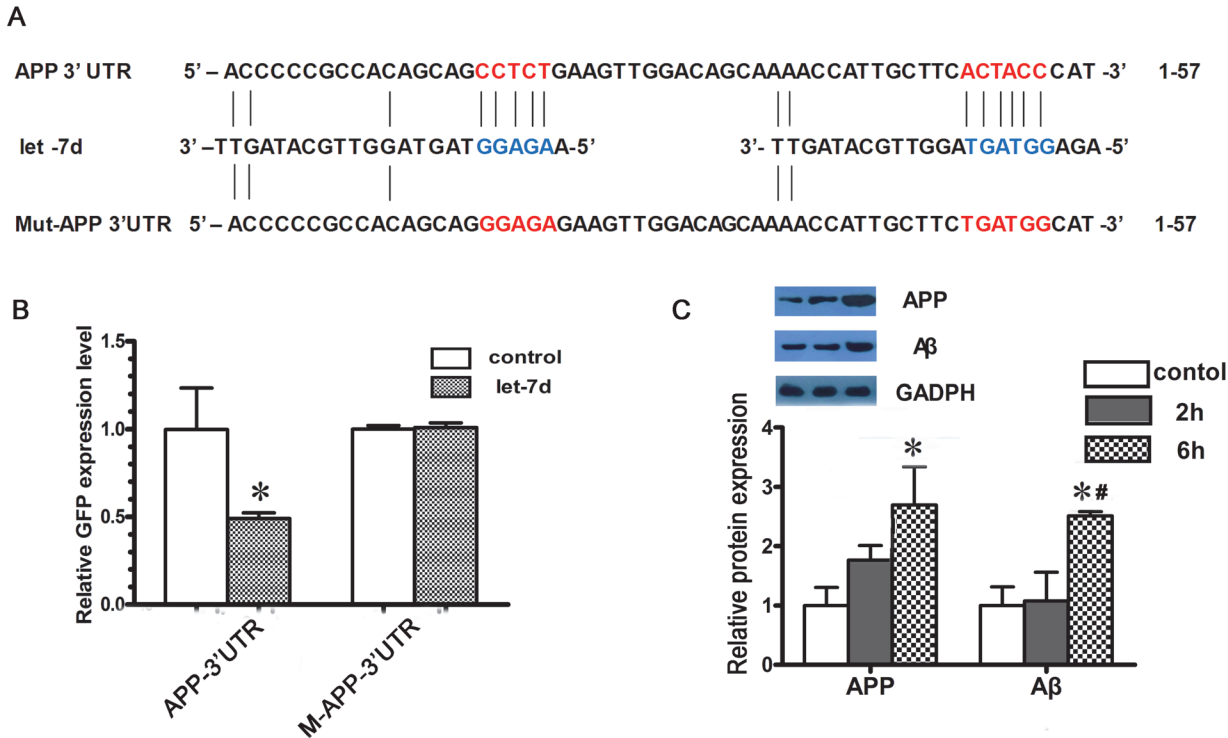 A
APP 3' UTR 5' – ACCCCCGCCACAGCAGCCTCTGAAGTTGGACAGCAAAACCATTGCTTCACTACCCAT -3' 1-57
let -7d 3' –TTGATACGTTGGATGATGGAGAA-5' 3'- TTGATACGTTGGATGATGGAGA -5'
Mut-APP 3'UTR 5' – ACCCCCGCCACAGCAGGGAGAGAAGTTGGACAGCAAAACCATTGCTTCTGATGGCAT -3' 1-57
B
Relative GFP expression level
1.5
1.0
0.5
0.0
control
let-7d
*
APP-3'UTR
M-APP-3'UTR
C
APP
Aβ
GADPH
contol
2h
6h
Relative protein expression
4
3
2
1
0
*
*#
APP
Aβ